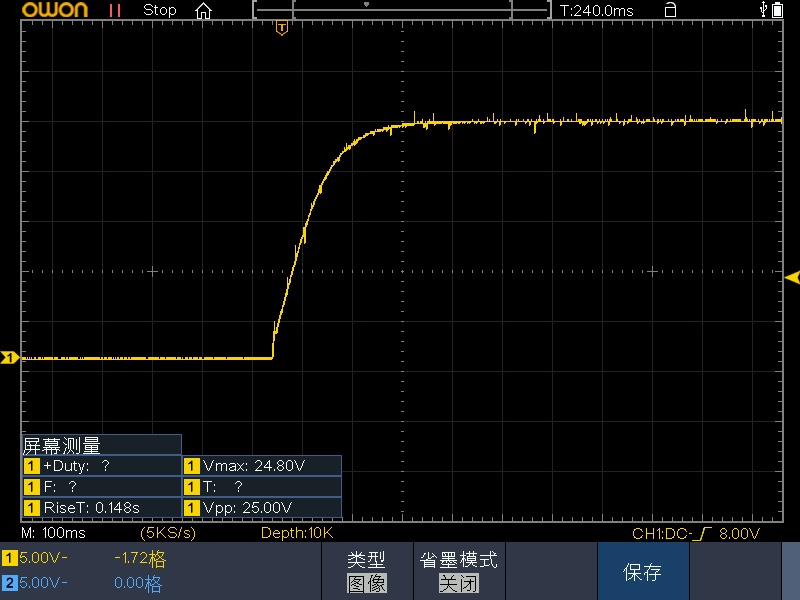 OWON Stop T:240.0ms
T
1
屏幕测量
1 +Duty: ? 1 Vmax: 24.80V
1 F: ? 1 T: ?
1 RiseT: 0.148s 1 Vpp: 25.00V
M: 100ms (5KS/s) Depth:10K CH1:DC- 8.00V
1 5.00V- -1.72格
2 5.00V- 0.00格
类型
图像
省墨模式
关闭
保存